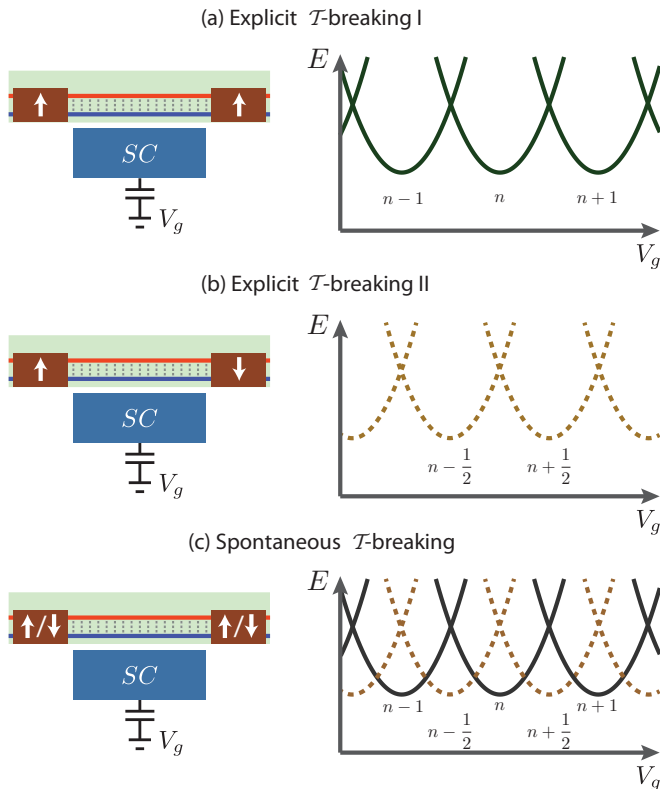 (a) Explicit 𝒯-breaking I
E
↑ ↑
SC
V_g
n − 1 n n + 1
V_g
(b) Explicit 𝒯-breaking II
E
↑ ↓
SC
V_g
n − 1/2 n + 1/2
V_g
(c) Spontaneous 𝒯-breaking
E
↑/↓ ↑/↓
SC
V_g
n − 1 n n + 1
n − 1/2 n + 1/2
V_g